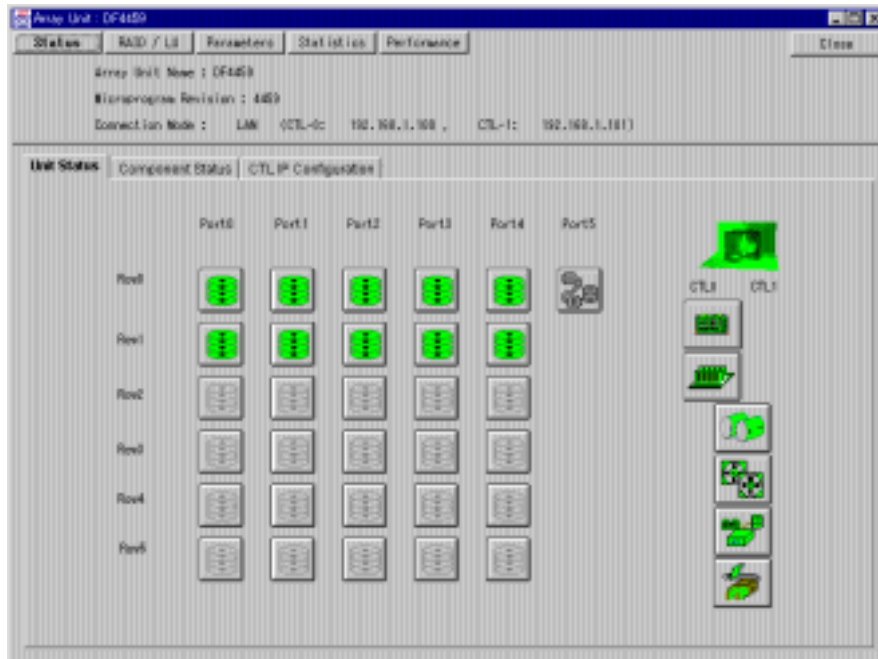 Array Unit : DF4459
Status RAID / LU Parameters Statistics Performance Close
Array Unit Name : DF4459
Microprogram Revision : 4459
Connection Mode : LAN (CTL-0: 192.168.1.100 , CTL-1: 192.168.1.101)
Unit Status Component Status CTL IP Configuration
Port0 Port1 Port2 Port3 Port4 Port5
CTL0 CTL1
Row0
Row1
Row2
Row3
Row4
Row5